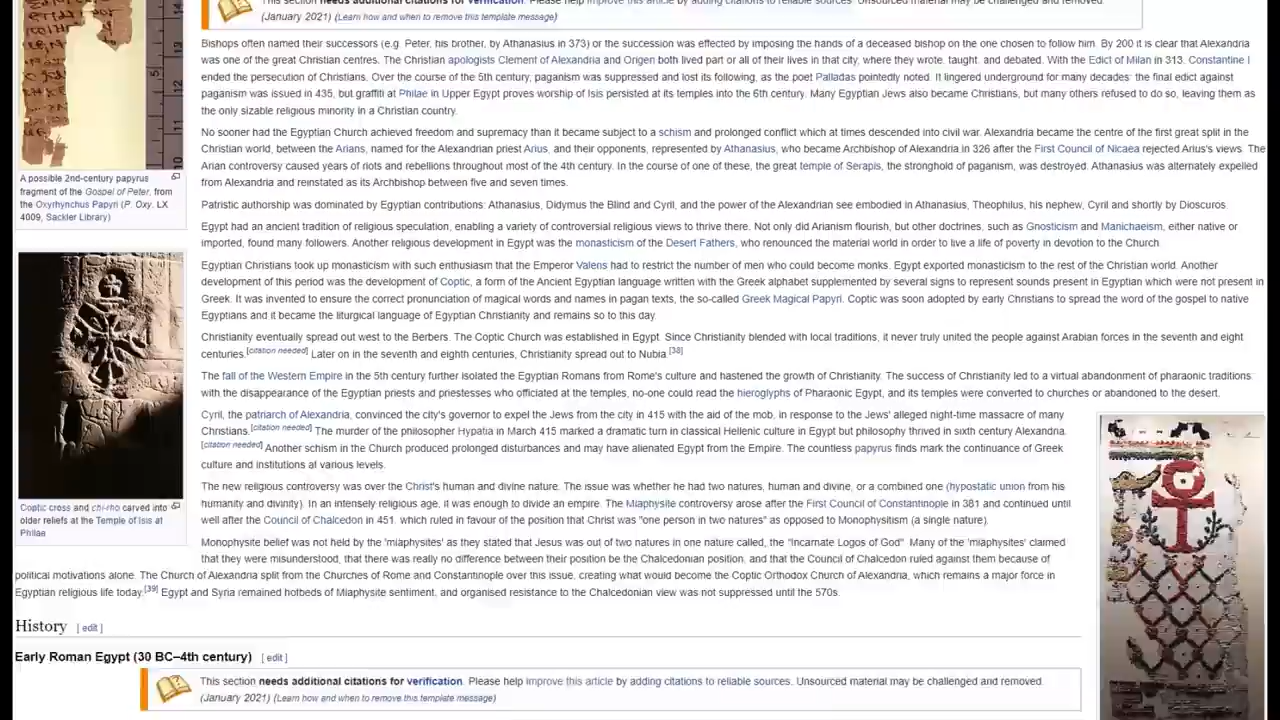 This section needs additional citations for verification. Please help improve this article by adding citations to reliable sources. Unsourced material may be challenged and removed.
(January 2021) (Learn how and when to remove this template message)
A possible 2nd-century papyrus
fragment of the Gospel of Peter, from
the Oxyrhynchus Papyri (P. Oxy. LX
4009, Sackler Library)
Bishops often named their successors (e.g. Peter, his brother, by Athanasius in 373) or the succession was effected by imposing the hands of a deceased bishop on the one chosen to follow him. By 200 it is clear that Alexandria
was one of the great Christian centres. The Christian apologists Clement of Alexandria and Origen both lived part or all of their lives in that city, where they wrote, taught, and debated. With the Edict of Milan in 313, Constantine I
ended the persecution of Christians. Over the course of the 5th century, paganism was suppressed and lost its following, as the poet Palladas pointedly noted. It lingered underground for many decades: the final edict against
paganism was issued in 435, but graffiti at Philae in Upper Egypt proves worship of Isis persisted at its temples into the 6th century. Many Egyptian Jews also became Christians, but many others refused to do so, leaving them as
the only sizable religious minority in a Christian country.
No sooner had the Egyptian Church achieved freedom and supremacy than it became subject to a schism and prolonged conflict which at times descended into civil war. Alexandria became the centre of the first great split in the
Christian world, between the Arians, named for the Alexandrian priest Arius, and their opponents, represented by Athanasius, who became Archbishop of Alexandria in 326 after the First Council of Nicaea rejected Arius's views. The
Arian controversy caused years of riots and rebellions throughout most of the 4th century. In the course of one of these, the great temple of Serapis, the stronghold of paganism, was destroyed. Athanasius was alternately expelled
from Alexandria and reinstated as its Archbishop between five and seven times.
Patristic authorship was dominated by Egyptian contributions: Athanasius, Didymus the Blind and Cyril, and the power of the Alexandrian see embodied in Athanasius, Theophilus, his nephew, Cyril and shortly by Dioscuros.
Egypt had an ancient tradition of religious speculation, enabling a variety of controversial religious views to thrive there. Not only did Arianism flourish, but other doctrines, such as Gnosticism and Manichaeism, either native or
imported, found many followers. Another religious development in Egypt was the monasticism of the Desert Fathers, who renounced the material world in order to live a life of poverty in devotion to the Church.
Egyptian Christians took up monasticism with such enthusiasm that the Emperor Valens had to restrict the number of men who could become monks. Egypt exported monasticism to the rest of the Christian world. Another
development of this period was the development of Coptic, a form of the Ancient Egyptian language written with the Greek alphabet supplemented by several signs to represent sounds present in Egyptian which were not present in
Greek. It was invented to ensure the correct pronunciation of magical words and names in pagan texts, the so-called Greek Magical Papyri. Coptic was soon adopted by early Christians to spread the word of the gospel to native
Egyptians and it became the liturgical language of Egyptian Christianity and remains so to this day.
Christianity eventually spread out west to the Berbers. The Coptic Church was established in Egypt. Since Christianity blended with local traditions, it never truly united the people against Arabian forces in the seventh and eight
centuries.[citation needed] Later on in the seventh and eighth centuries, Christianity spread out to Nubia.[38]
The fall of the Western Empire in the 5th century further isolated the Egyptian Romans from Rome's culture and hastened the growth of Christianity. The success of Christianity led to a virtual abandonment of pharaonic traditions:
with the disappearance of the Egyptian priests and priestesses who officiated at the temples, no-one could read the hieroglyphs of Pharaonic Egypt, and its temples were converted to churches or abandoned to the desert.
Cyril, the patriarch of Alexandria, convinced the city's governor to expel the Jews from the city in 415 with the aid of the mob, in response to the Jews' alleged night-time massacre of many
Christians.[citation needed] The murder of the philosopher Hypatia in March 415 marked a dramatic turn in classical Hellenic culture in Egypt but philosophy thrived in sixth century Alexandria.
[citation needed] Another schism in the Church produced prolonged disturbances and may have alienated Egypt from the Empire. The countless papyrus finds mark the continuance of Greek
culture and institutions at various levels.
Coptic cross and chi-rho carved into
older reliefs at the Temple of Isis at
Philae
The new religious controversy was over the Christ's human and divine nature. The issue was whether he had two natures, human and divine, or a combined one (hypostatic union from his
humanity and divinity). In an intensely religious age, it was enough to divide an empire. The Miaphysite controversy arose after the First Council of Constantinople in 381 and continued until
well after the Council of Chalcedon in 451, which ruled in favour of the position that Christ was "one person in two natures" as opposed to Monophysitism (a single nature).
Monophysite belief was not held by the 'miaphysites' as they stated that Jesus was out of two natures in one nature called, the "Incarnate Logos of God". Many of the 'miaphysites' claimed
that they were misunderstood, that there was really no difference between their position be the Chalcedonian position, and that the Council of Chalcedon ruled against them because of
political motivations alone. The Church of Alexandria split from the Churches of Rome and Constantinople over this issue, creating what would become the Coptic Orthodox Church of Alexandria, which remains a major force in
Egyptian religious life today.[39] Egypt and Syria remained hotbeds of Miaphysite sentiment, and organised resistance to the Chalcedonian view was not suppressed until the 570s.
History [ edit ]
Early Roman Egypt (30 BC–4th century) [ edit ]
This section needs additional citations for verification. Please help improve this article by adding citations to reliable sources. Unsourced material may be challenged and removed.
(January 2021) (Learn how and when to remove this template message)